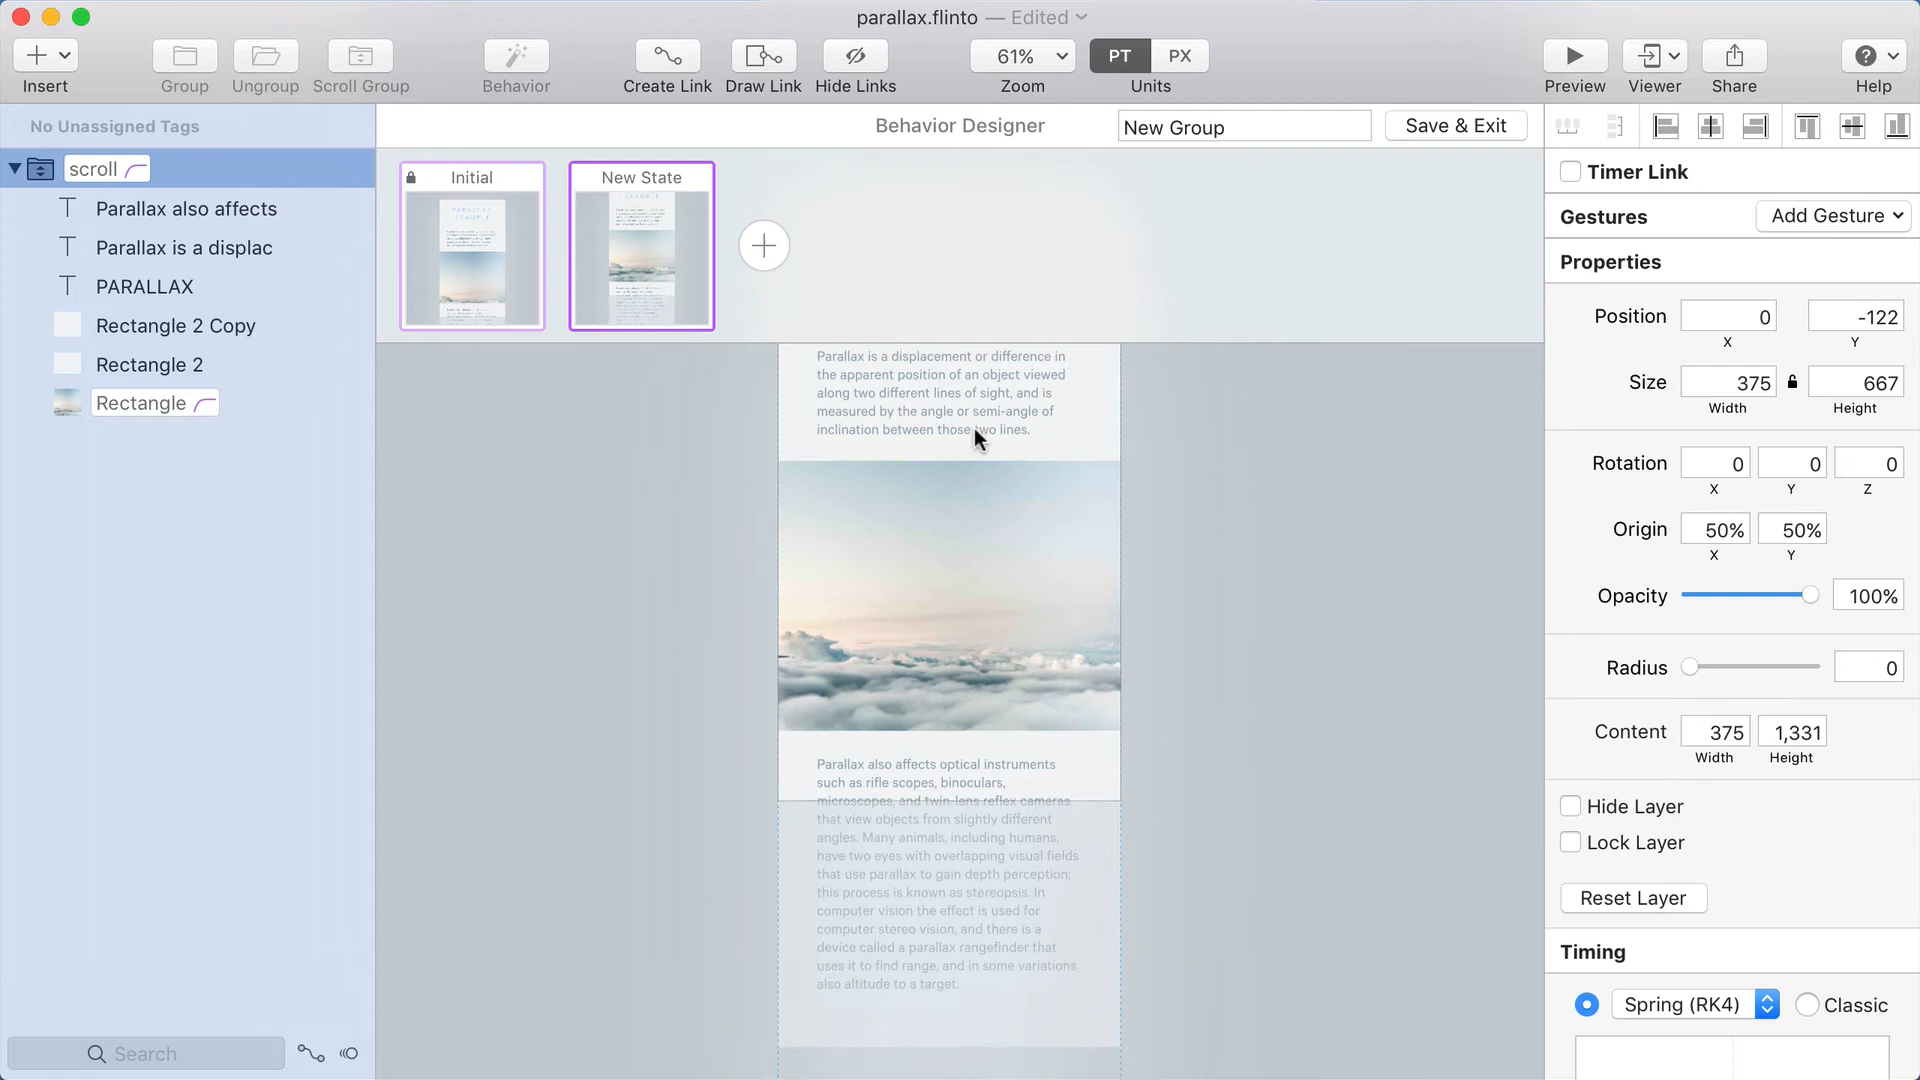 parallax.flinto — Edited
Insert
Group
Ungroup
Scroll Group
Behavior
Create Link
Draw Link
Hide Links
61%
Zoom
PT
PX
Units
Preview
Viewer
Share
Help
No Unassigned Tags
Behavior Designer
New Group
Save & Exit
scroll
Parallax also affects
Parallax is a displac
PARALLAX
Rectangle 2 Copy
Rectangle 2
Rectangle
Search
Initial
PARALLAX
EXAMPLE
New State
EXAMPLE
Parallax is a displacement or difference in
the apparent position of an object viewed
along two different lines of sight, and is
measured by the angle or semi-angle of
inclination between those two lines.
Parallax also affects optical instruments
such as rifle scopes, binoculars,
microscopes, and twin-lens reflex cameras
that view objects from slightly different
angles. Many animals, including humans,
have two eyes with overlapping visual fields
that use parallax to gain depth perception;
this process is known as stereopsis. In
computer vision the effect is used for
computer stereo vision, and there is a
device called a parallax rangefinder that
uses it to find range, and in some variations
also altitude to a target.
Timer Link
Gestures
Add Gesture
Properties
Position
0
-122
X
Y
Size
375
667
Width
Height
Rotation
0
0
0
X
Y
Z
Origin
50%
50%
X
Y
Opacity
100%
Radius
0
Content
375
1,331
Width
Height
Hide Layer
Lock Layer
Reset Layer
Timing
Spring (RK4)
Classic